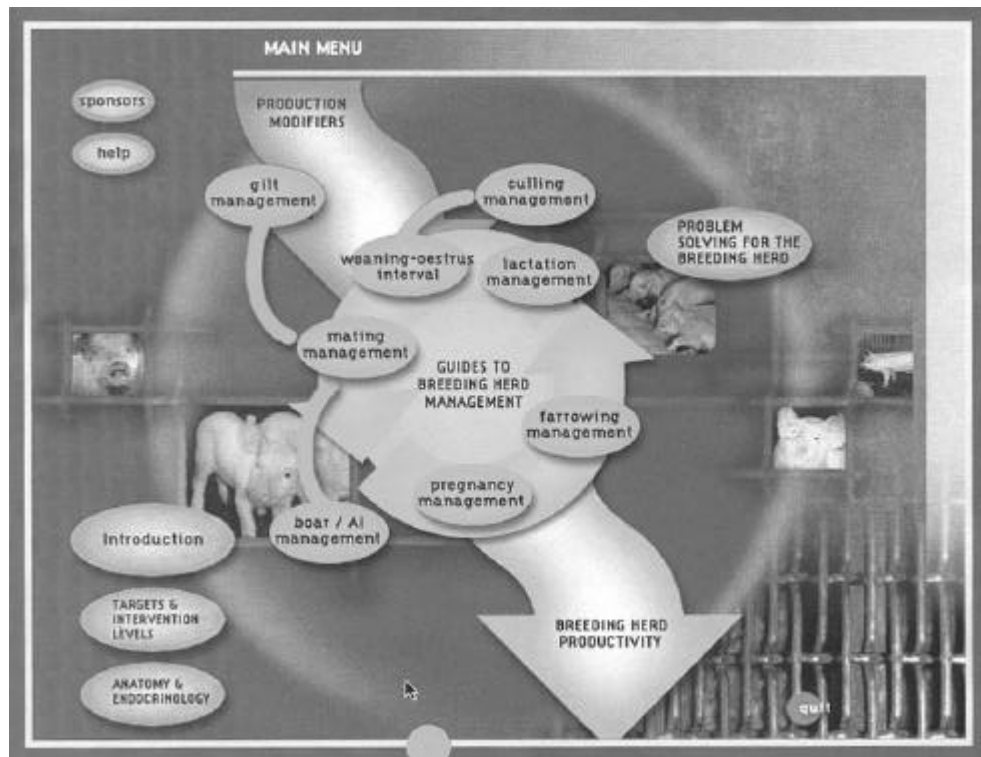 MAIN MENU
sponsors
help
PRODUCTION
MODIFIERS
gilt
management
culling
management
weaning-oestrus
interval
lactation
management
PROBLEM
SOLVING FOR THE
BREEDING HERD
mating
management
GUIDES TO
BREEDING HERD
MANAGEMENT
farrowing
management
pregnancy
management
boar / AI
management
Introduction
TARGETS &
INTERVENTION
LEVELS
BREEDING HERD
PRODUCTIVITY
ANATOMY &
ENDOCRINOLOGY
quit